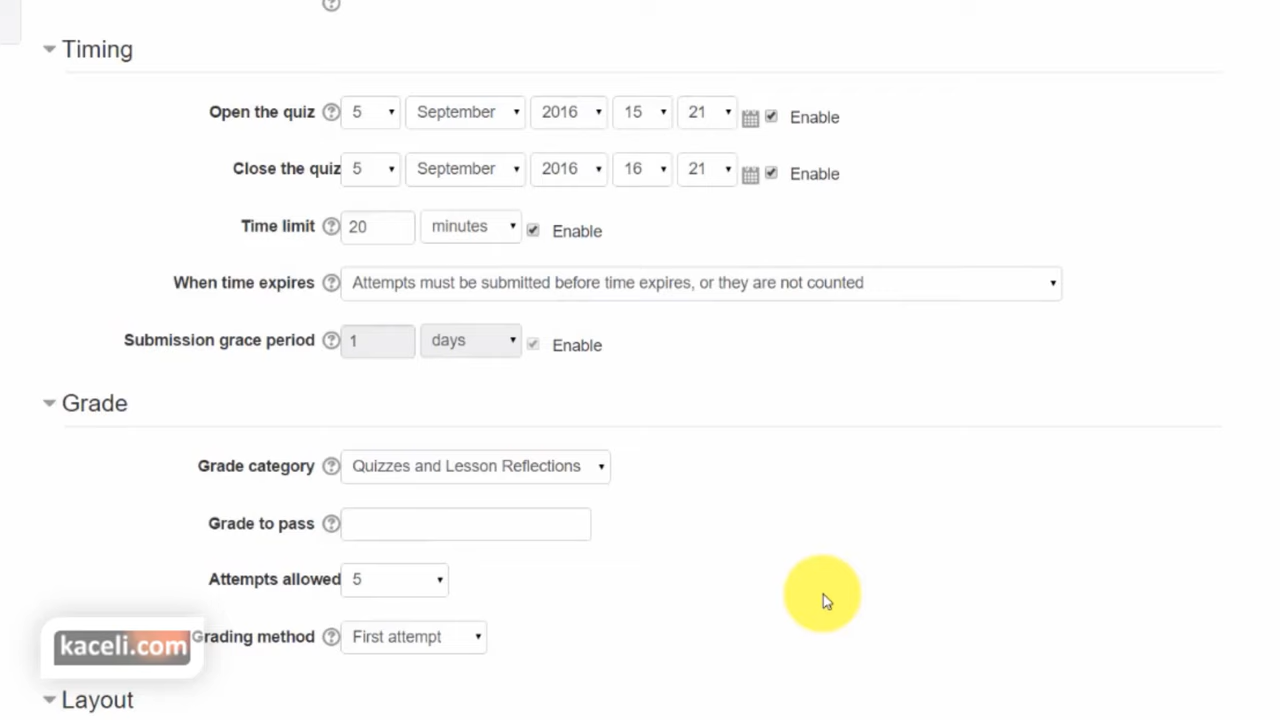 Timing
Open the quiz 5 September 2016 15 21 Enable
Close the quiz 5 September 2016 16 21 Enable
Time limit 20 minutes Enable
When time expires Attempts must be submitted before time expires, or they are not counted
Submission grace period 1 days Enable
Grade
Grade category Quizzes and Lesson Reflections
Grade to pass
Attempts allowed 5
Grading method First attempt
kaceli.com
Layout